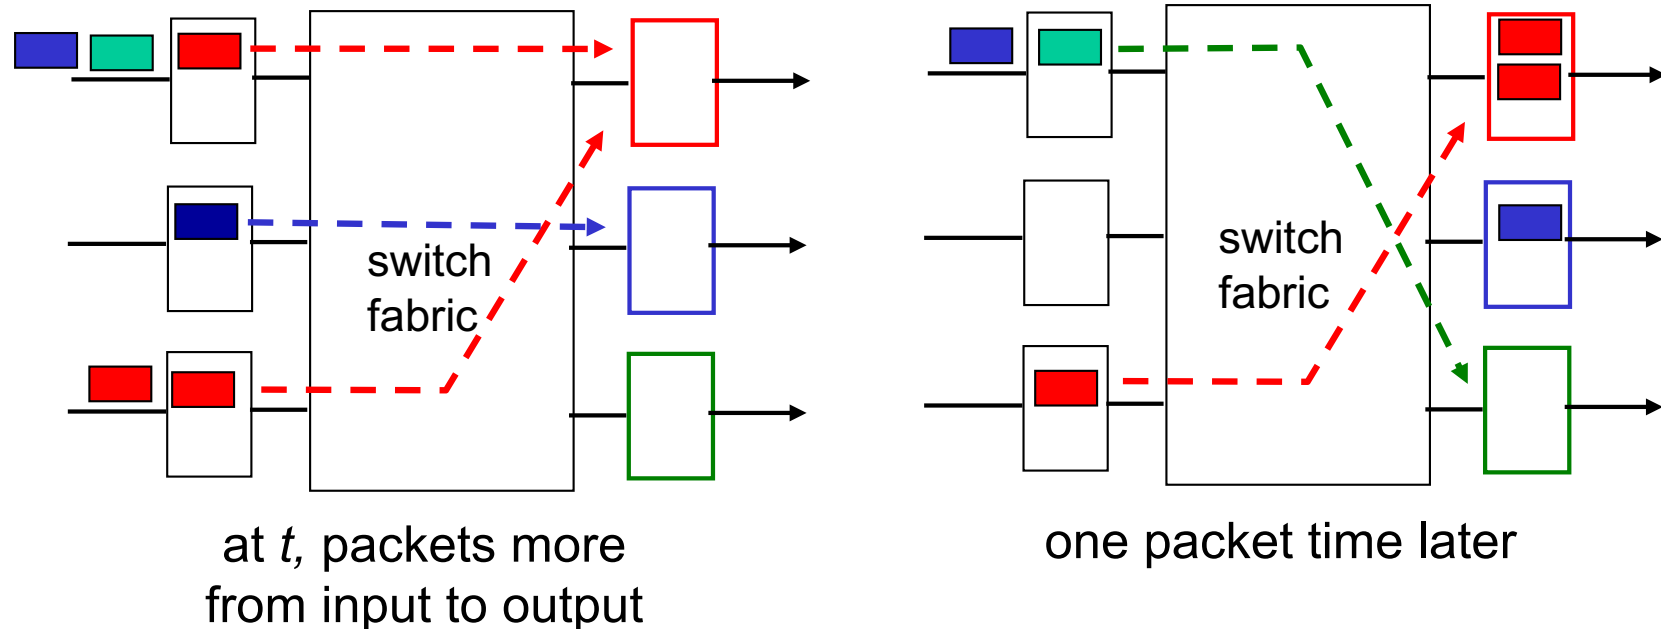 switch
fabric
at t, packets more
from input to output
switch
fabric
one packet time later